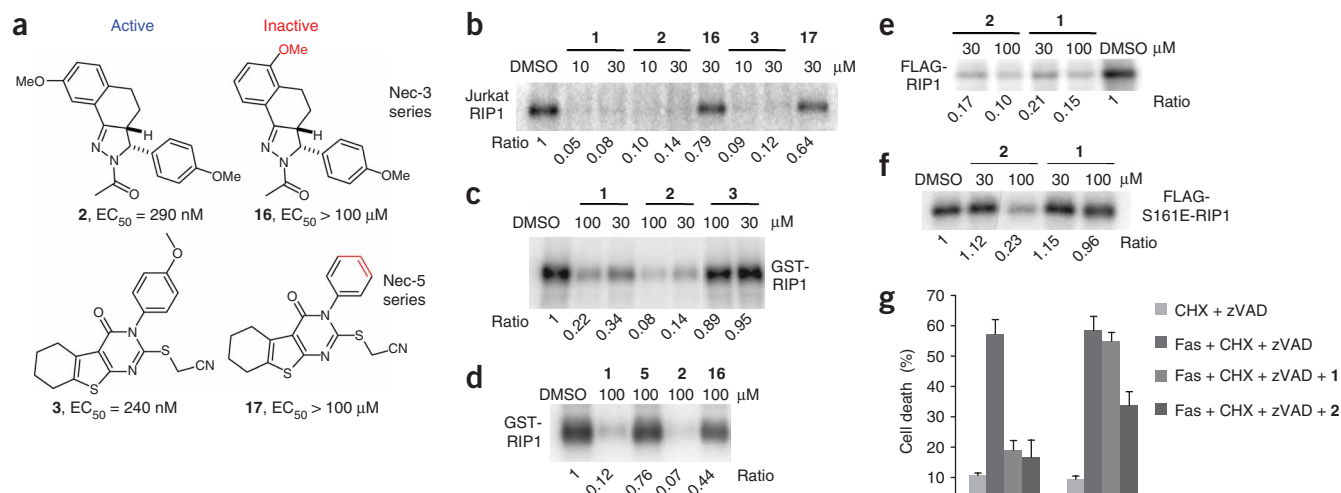 a
Active
Inactive
MeO
H
N
N
O
OMe
2, EC50 = 290 nM
OMe
H
N
N
O
OMe
16, EC50 > 100 µM
Nec-3
series
O
O
N
S
CN
N
S
3, EC50 = 240 nM
O
N
S
CN
N
S
17, EC50 > 100 µM
Nec-5
series
b
1 2 16 3 17
DMSO 10 30 10 30 30 10 30 30 µM
Jurkat
RIP1
Ratio 1 0.05 0.08 0.10 0.14 0.79 0.09 0.12 0.64
c
1 2 3
DMSO 100 30 100 30 100 30 µM
GST-
RIP1
Ratio 1 0.22 0.34 0.08 0.14 0.89 0.95
d
1 5 2 16
DMSO 100 100 100 100 µM
GST-
RIP1
1 0.12 0.76 0.07 0.44 Ratio
e
2 1
30 100 30 100 DMSO µM
FLAG-
RIP1
0.17 0.10 0.21 0.15 1 Ratio
f
2 1
DMSO 30 100 30 100 µM
FLAG-
S161E-RIP1
1 1.12 0.23 1.15 0.96 Ratio
g
Cell death (%)
70
60
50
40
30
20
10
CHX + zVAD
Fas + CHX + zVAD
Fas + CHX + zVAD + 1
Fas + CHX + zVAD + 2